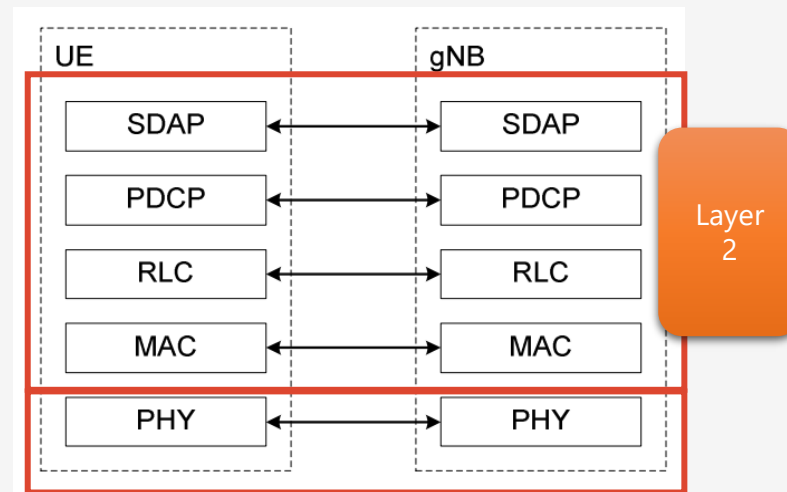 UE gNB
SDAP SDAP
PDCP PDCP
Layer
2
RLC RLC
MAC MAC
PHY PHY